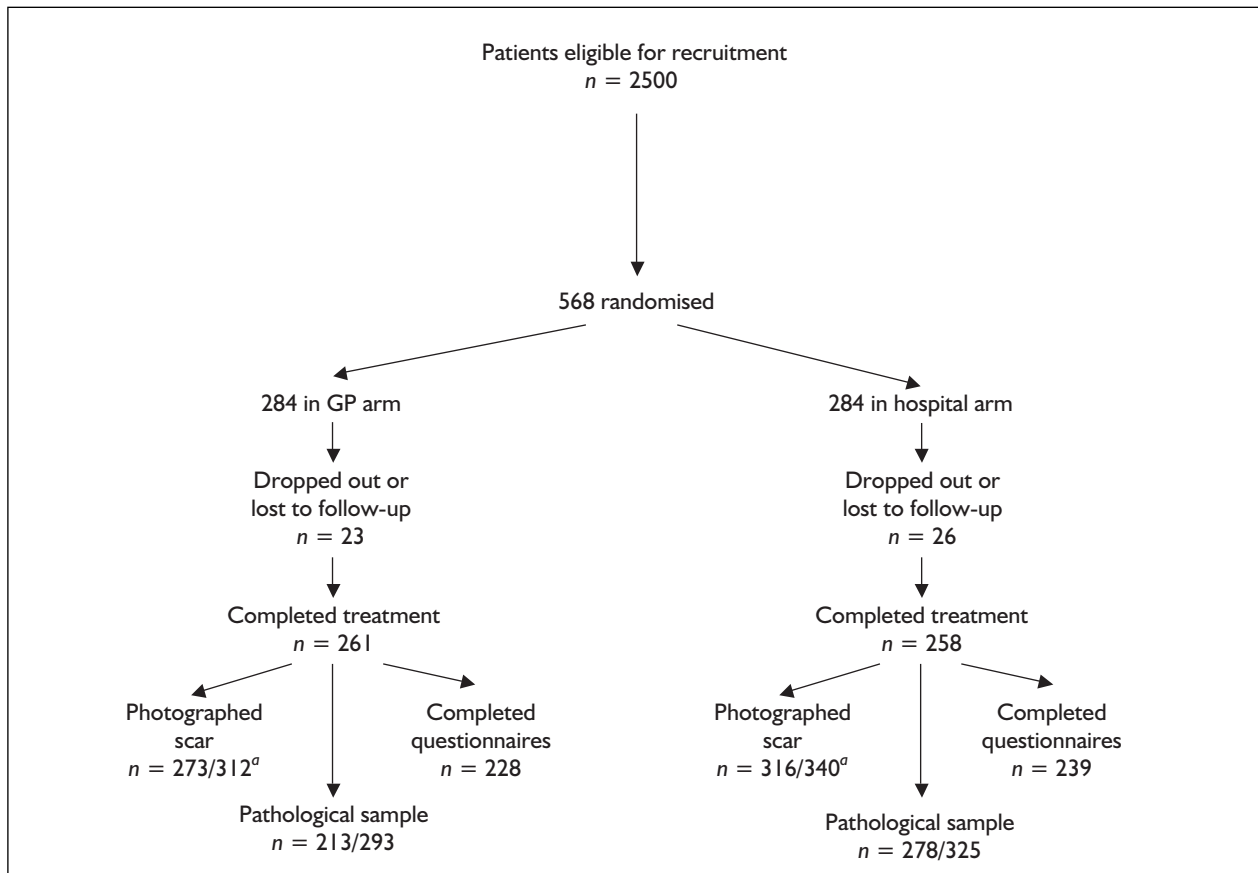 Patients eligible for recruitment
n = 2500
568 randomised
284 in GP arm
Dropped out or
lost to follow-up
n = 23
Completed treatment
n = 261
Photographed
scar
n = 273/312a
Completed
questionnaires
n = 228
Pathological sample
n = 213/293
284 in hospital arm
Dropped out or
lost to follow-up
n = 26
Completed treatment
n = 258
Photographed
scar
n = 316/340a
Completed
questionnaires
n = 239
Pathological sample
n = 278/325